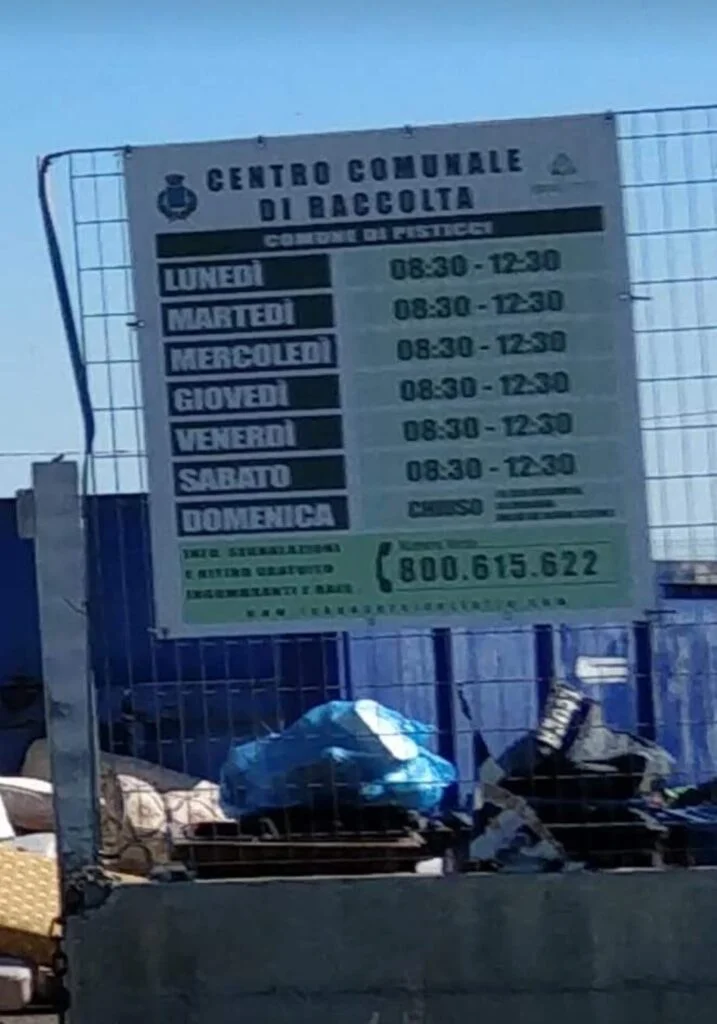 CENTRO COMUNALE
DI RACCOLTA
COMUNE DI PISTICCI
LUNEDÌ 08:30 - 12:30
MARTEDÌ 08:30 - 12:30
MERCOLEDÌ 08:30 - 12:30
GIOVEDÌ 08:30 - 12:30
VENERDÌ 08:30 - 12:30
SABATO 08:30 - 12:30
DOMENICA CHIUSO
INFO, SEGNALAZIONI
E RITIRO GRATUITO
INGOMBRANTI E RAEE
Numero Verde
800.615.622